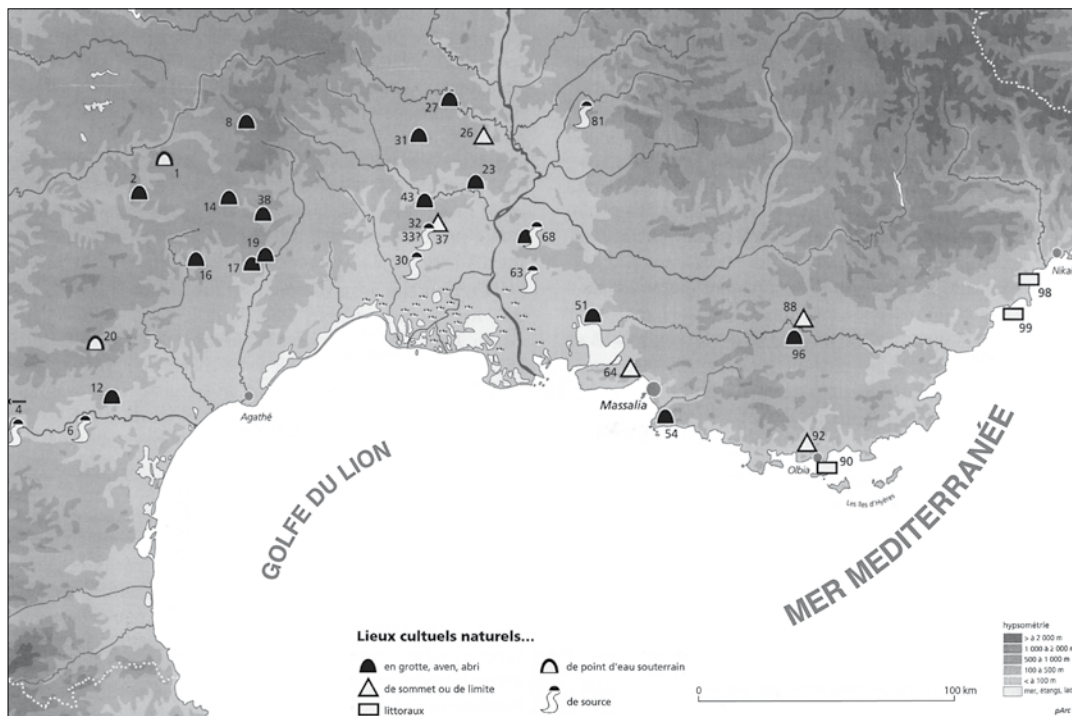 27
8
31
26
81
1
2
23
14
38
43
32
33?
37
68
19
16
17
30
63
98
51
88
99
20
96
64
12
Massalia
4
6
Agathé
54
92
Olbia
90
Les îles d'Hyères
GOLFE DU LION
MER MEDITERRANÉE
Lieux cultuels naturels...
en grotte, aven, abri
de point d'eau souterrain
de sommet ou de limite
de source
littoraux
0
100 km
hypsométrie
> à 2 000 m
1 000 à 2 000 m
500 à 1 000 m
100 à 500 m
< à 100 m
mer, étangs,